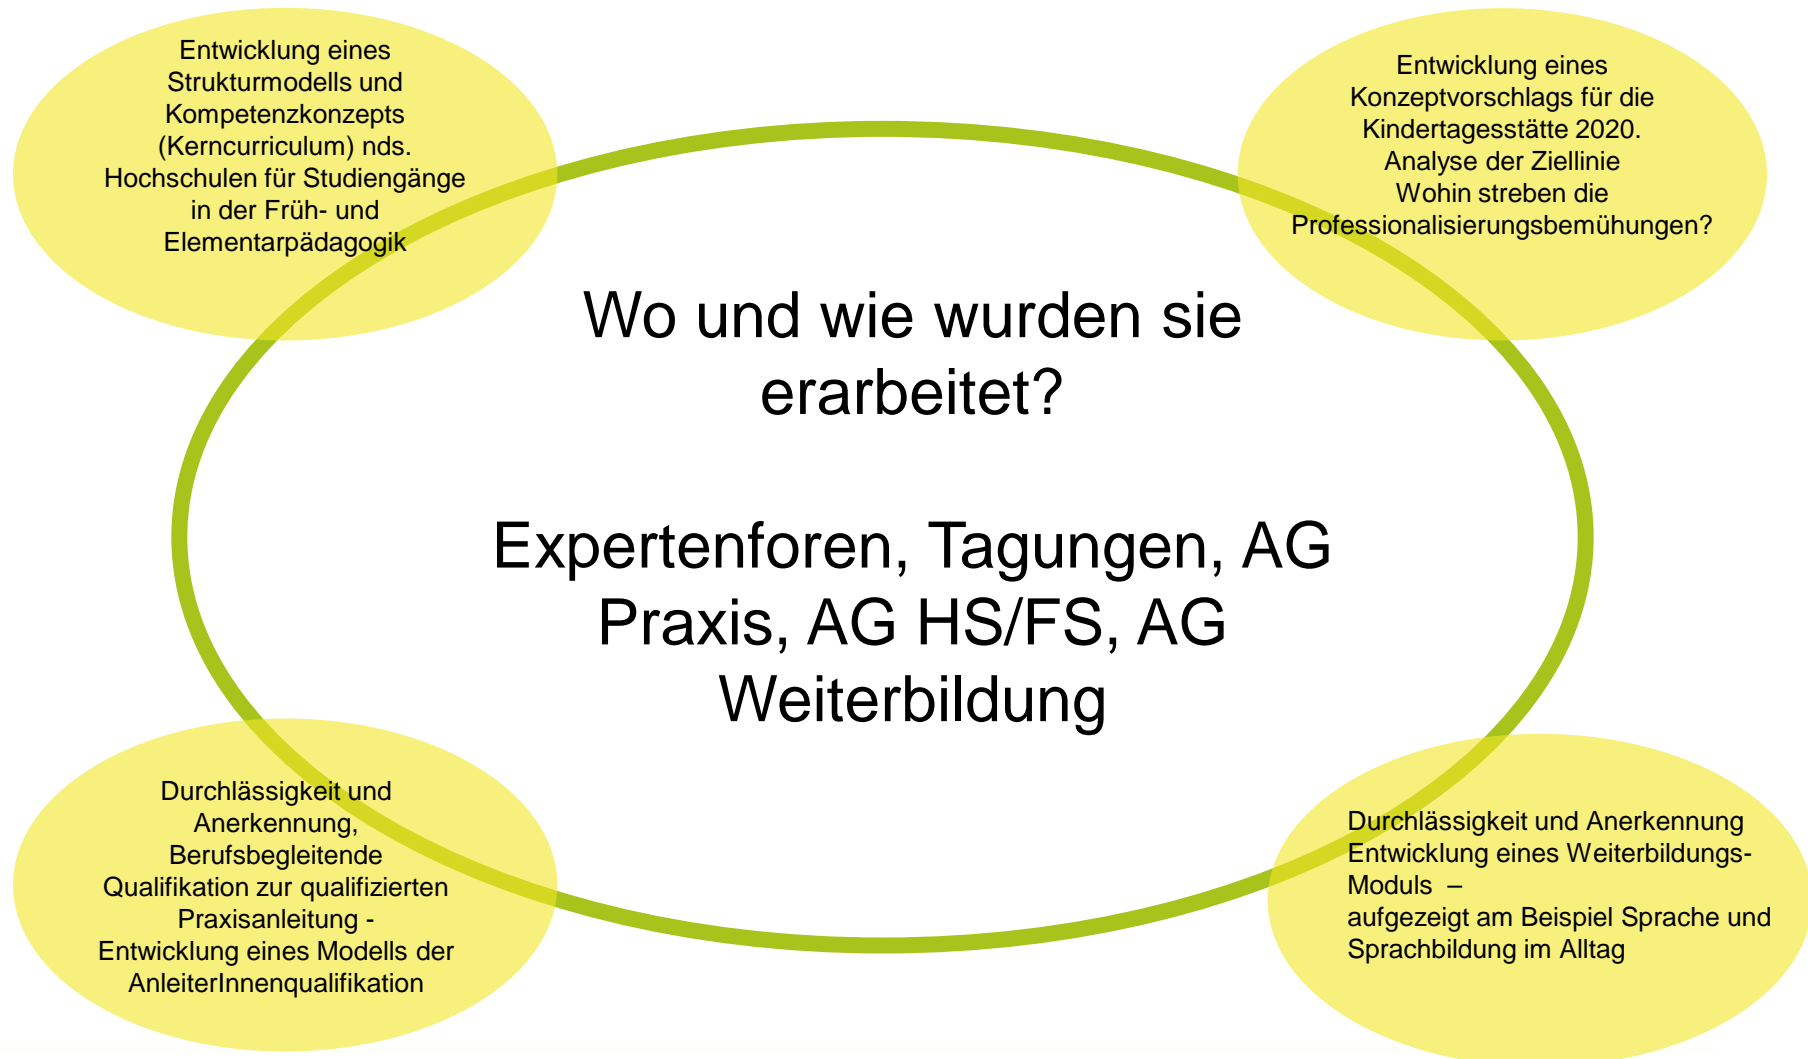 Entwicklung eines
Strukturmodells und
Kompetenzkonzepts
(Kerncurriculum) nds.
Hochschulen für Studiengänge
in der Früh- und
Elementarpädagogik
Entwicklung eines
Konzeptvorschlags für die
Kindertagesstätte 2020.
Analyse der Ziellinie
Wohin streben die
Professionalisierungsbemühungen?
Wo und wie wurden sie
erarbeitet?
Expertenforen, Tagungen, AG
Praxis, AG HS/FS, AG
Weiterbildung
Durchlässigkeit und
Anerkennung,
Berufsbegleitende
Qualifikation zur qualifizierten
Praxisanleitung -
Entwicklung eines Modells der
AnleiterInnenqualifikation
Durchlässigkeit und Anerkennung
Entwicklung eines Weiterbildungs-
Moduls –
aufgezeigt am Beispiel Sprache und
Sprachbildung im Alltag